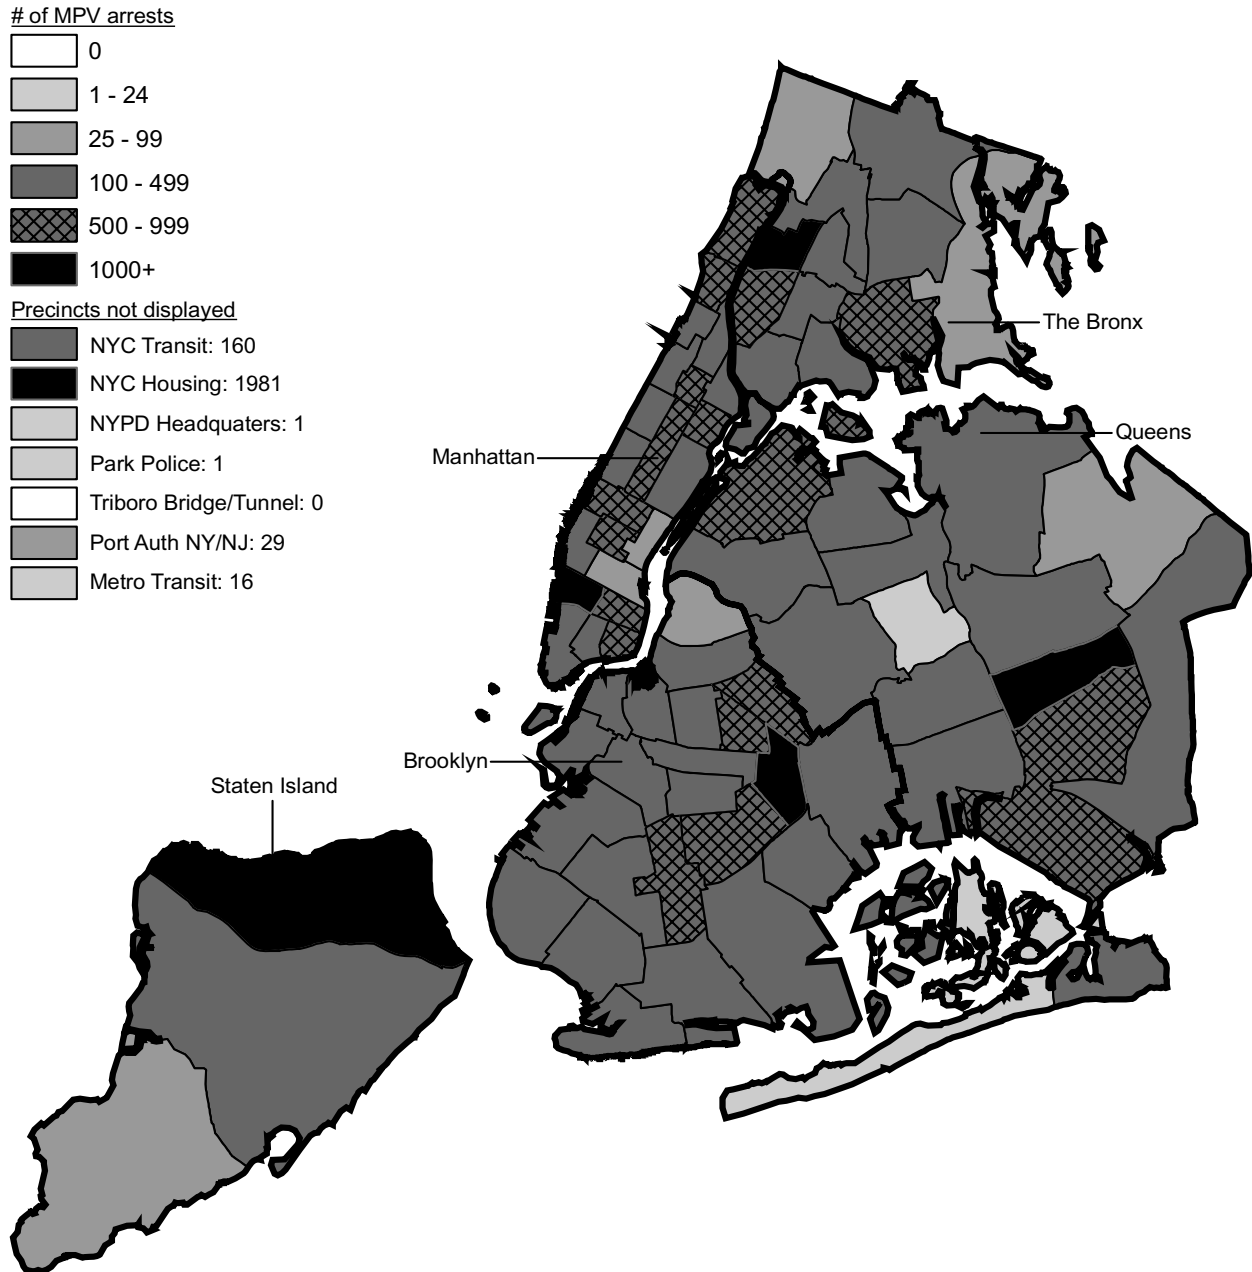 # of MPV arrests
0
1 - 24
25 - 99
100 - 499
500 - 999
1000+
Precincts not displayed
NYC Transit: 160
NYC Housing: 1981
NYPD Headquaters: 1
Park Police: 1
Triboro Bridge/Tunnel: 0
Port Auth NY/NJ: 29
Metro Transit: 16
The Bronx
Queens
Manhattan
Brooklyn
Staten Island